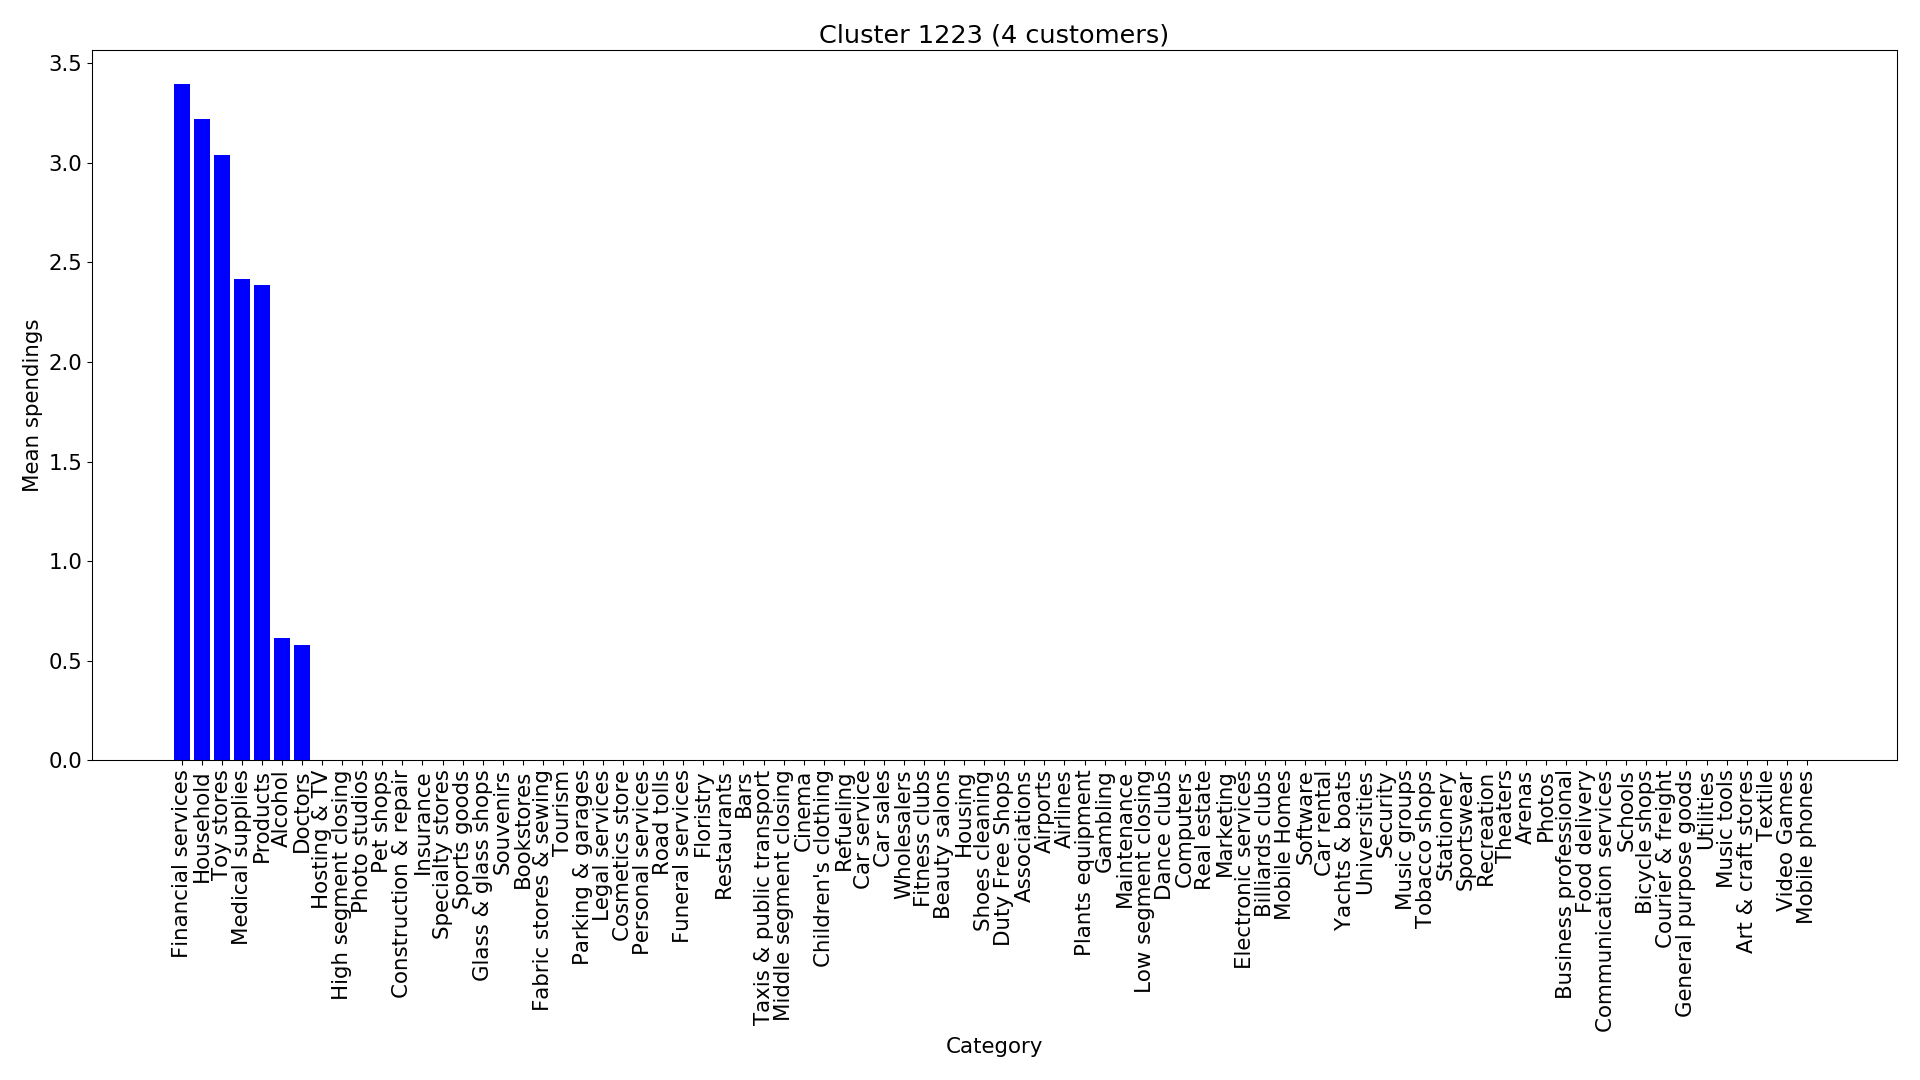 Cluster 1223 (4 customers)
Mean spendings
3.5
3.0
2.5
2.0
1.5
1.0
0.5
0.0
Financial services
Household
Toy stores
Medical supplies
Products
Alcohol
Doctors
Hosting & TV
High segment closing
Photo studios
Pet shops
Construction & repair
Insurance
Specialty stores
Sports goods
Glass & glass shops
Souvenirs
Bookstores
Fabric stores & sewing
Tourism
Parking & garages
Legal services
Cosmetics store
Personal services
Road tolls
Funeral services
Floristry
Restaurants
Bars
Taxis & public transport
Middle segment closing
Cinema
Children's clothing
Refueling
Car service
Car sales
Wholesalers
Fitness clubs
Beauty salons
Housing
Shoes cleaning
Duty Free Shops
Associations
Airports
Airlines
Plants equipment
Gambling
Maintenance
Low segment closing
Dance clubs
Computers
Real estate
Marketing
Electronic services
Billiards clubs
Mobile Homes
Software
Car rental
Yachts & boats
Universities
Security
Music groups
Tobacco shops
Stationery
Sportswear
Recreation
Theaters
Arenas
Photos
Business professional
Food delivery
Communication services
Schools
Bicycle shops
Courier & freight
General purpose goods
Utilities
Music tools
Art & craft stores
Textile
Video Games
Mobile phones
Category